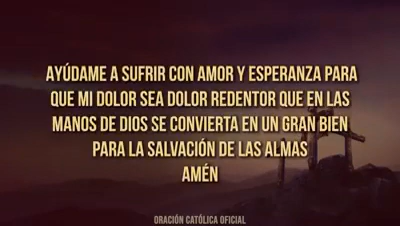 AYÚDAME A SUFRIR CON AMOR Y ESPERANZA PARA
QUE MI DOLOR SEA DOLOR REDENTOR QUE EN LAS
MANOS DE DIOS SE CONVIERTA EN UN GRAN BIEN
PARA LA SALVACIÓN DE LAS ALMAS
AMÉN
ORACIÓN CATÓLICA OFICIAL